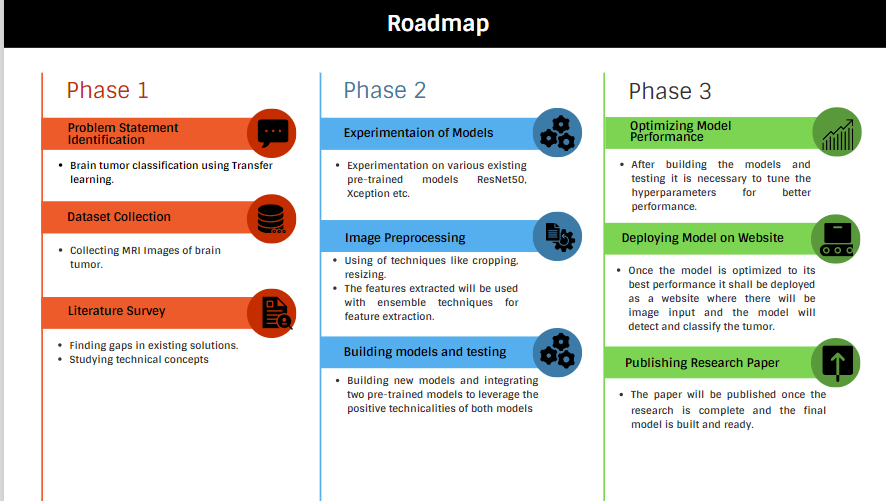 Roadmap
Phase 1
Problem Statement
Identification
• Brain tumor classification using Transfer
learning.
Dataset Collection
• Collecting MRI Images of brain
tumor.
Literature Survey
• Finding gaps in existing solutions.
• Studying technical concepts
Phase 2
Experimentaion of Models
• Experimentation on various existing
pre-trained models ResNet50,
Xception etc.
Image Preprocessing
• Using of techniques like cropping,
resizing.
• The features extracted will be used
with ensemble techniques for
feature extraction.
Building models and testing
• Building new models and integrating
two pre-trained models to leverage the
positive technicalities of both models
Phase 3
Optimizing Model
Performance
• After building the models and
testing it is necessary to tune the
hyperparameters for better
performance.
Deploying Model on Website
• Once the model is optimized to its
best performance it shall be deployed
as a website where there will be
image input and the model will
detect and classify the tumor.
Publishing Research Paper
• The paper will be published once the
research is complete and the final
model is built and ready.